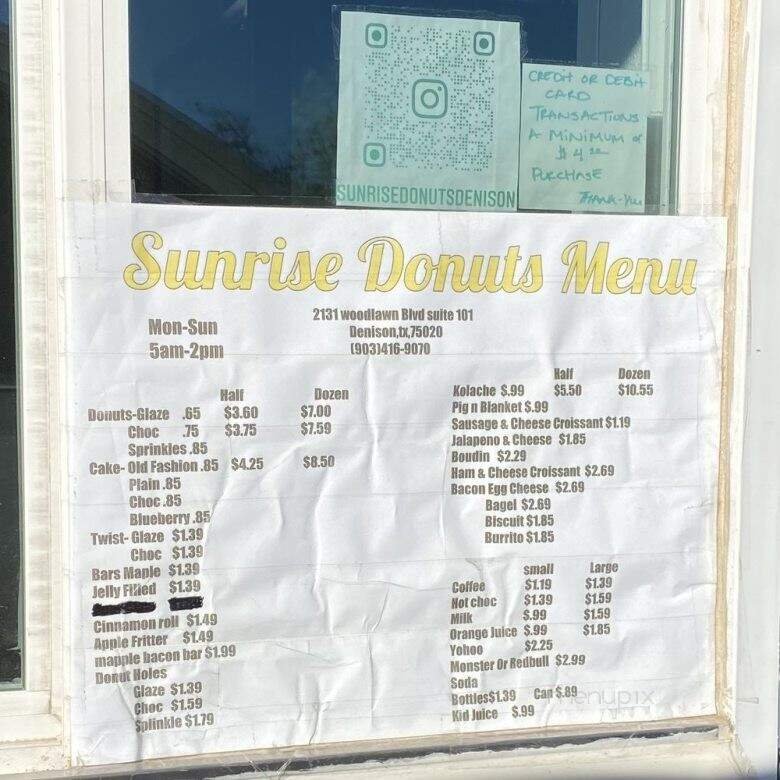 SUNRISEDONUTSDENISON
CREDIT OR DEBIT
CARD
TRANSACTIONS
A MINIMUM OF
$ 4
PURCHASE
THANK-You
Sunrise Donuts Menu
Mon-Sun
5am-2pm
2131 woodlawn Blvd suite 101
Denison,tx,75020
(903)416-9070
Half Dozen
Donuts-Glaze .65 $3.60 $7.00
Choc .75 $3.75 $7.59
Sprinkles .85
Cake- Old Fashion .85 $4.25 $8.50
Plain .85
Choc .85
Blueberry .85
Twist- Glaze $1.39
Choc $1.39
Bars Maple $1.39
Jelly Filled $1.39
Cinnamon roll $1.49
Apple Fritter $1.49
mapple bacon bar $1.99
Donut Holes
Glaze $1.39
Choc $1.59
Splinkle $1.79
Half Dozen
Kolache $.99 $5.50 $10.55
Pig n Blanket $.99
Sausage & Cheese Croissant $1.19
Jalapeno & Cheese $1.85
Boudin $2.29
Ham & Cheese Croissant $2.69
Bacon Egg Cheese $2.69
Bagel $2.69
Biscuit $1.85
Burrito $1.85
small Large
Coffee $1.19 $1.39
Hot choc $1.39 $1.59
Milk $.99 $1.59
Orange Juice $.99 $1.85
Yohoo $2.25
Monster Or Redbull $2.99
Soda
Bottles$1.39 Can $.89
Kid Juice $.99
menupix